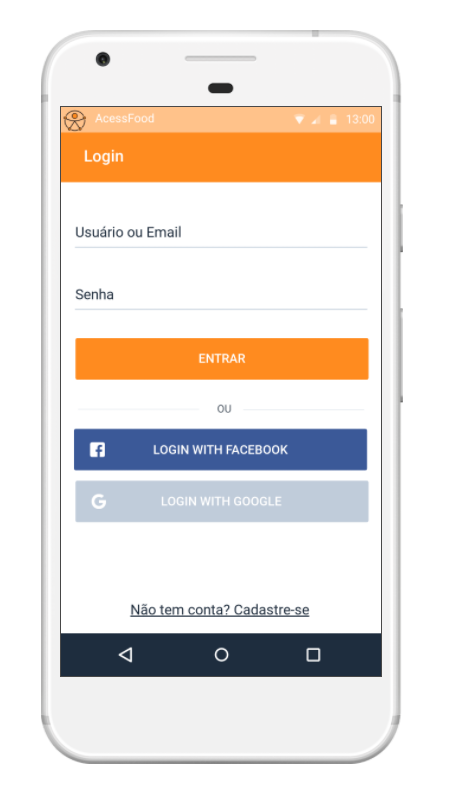 AcessFood 13:00
Login
Usuário ou Email
Senha
ENTRAR
OU
LOGIN WITH FACEBOOK
G LOGIN WITH GOOGLE
Não tem conta? Cadastre-se